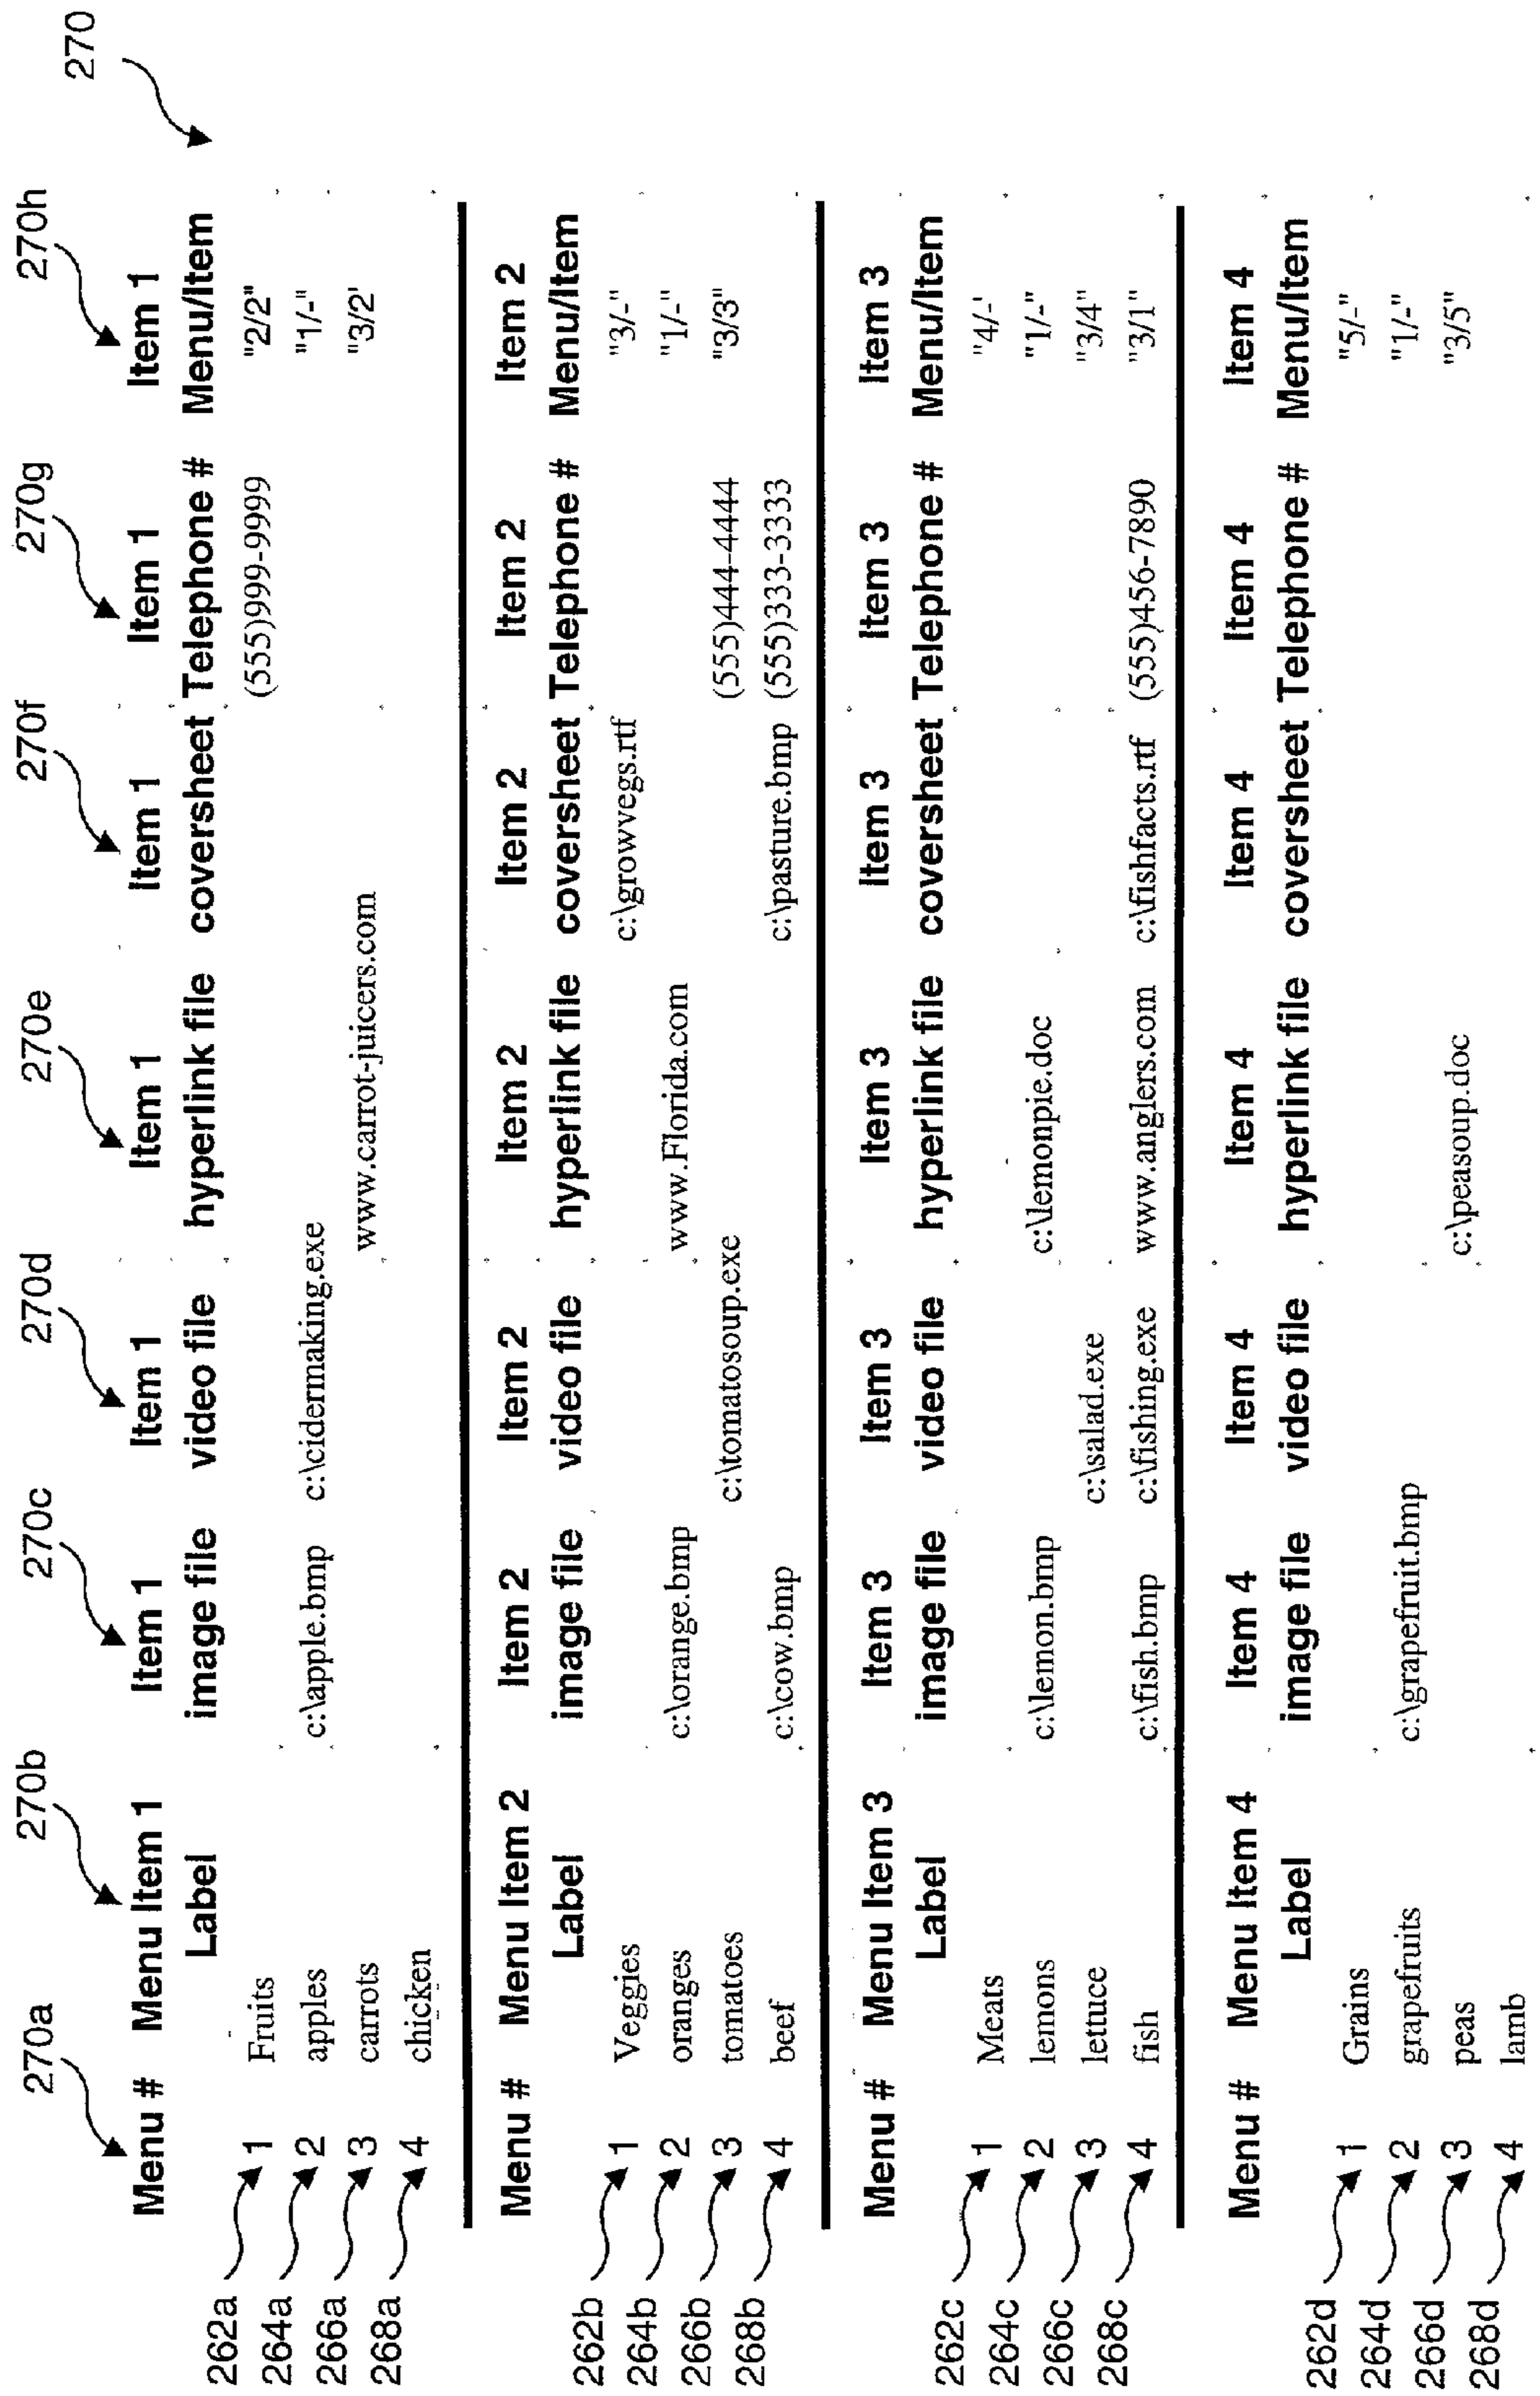 270
270a 270b 270c 270d 270e 270f 270g 270h
Menu # Menu Item 1 Item 1 Item 1 Item 1 Item 1 Item 1 Item 1
Label image file video file hyperlink file coversheet Telephone # Menu/Item
262a 1 Fruits (555)999-9999 "2/2"
264a 2 apples c:\apple.bmp c:\cidermaking.exe "1/-"
266a 3 carrots www.carrot-juicers.com "3/2'
268a 4 chicken
Menu # Menu Item 2 Item 2 Item 2 Item 2 Item 2 Item 2 Item 2
Label image file video file hyperlink file coversheet Telephone # Menu/Item
262b 1 Veggies c:\growvegs.rtf "3/-"
264b 2 oranges c:\orange.bmp www.Florida.com "1/-"
266b 3 tomatoes c:\tomatosoup.exe (555)444-4444 "3/3"
268b 4 beef c:\cow.bmp c:\pasture.bmp (555)333-3333
Menu # Menu Item 3 Item 3 Item 3 Item 3 Item 3 Item 3 Item 3
Label image file video file hyperlink file coversheet Telephone # Menu/Item
262c 1 Meats "4/-'
264c 2 lemons c:\lemon.bmp c:\lemonpie.doc "1/-"
266c 3 lettuce c:\salad.exe "3/4"
268c 4 fish c:\fish.bmp c:\fishing.exe www.anglers.com c:\fishfacts.rtf (555)456-7890 "3/1"
Menu # Menu Item 4 Item 4 Item 4 Item 4 Item 4 Item 4 Item 4
Label image file video file hyperlink file coversheet Telephone # Menu/Item
262d 1 Grains "5/-"
264d 2 grapefruits c:\grapefruit.bmp "1/-"
266d 3 peas c:\peasoup.doc "3/5"
268d 4 lamb